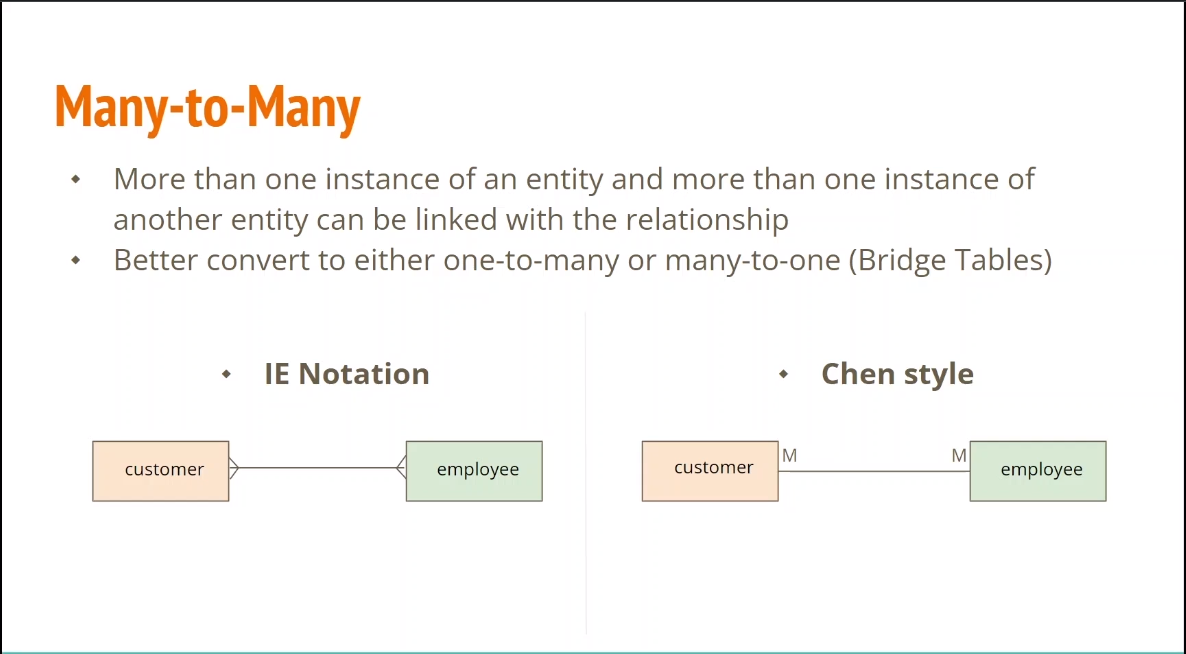 Many-to-Many
More than one instance of an entity and more than one instance of
another entity can be linked with the relationship
Better convert to either one-to-many or many-to-one (Bridge Tables)
IE Notation
customer
employee
Chen style
customer
M
M
employee